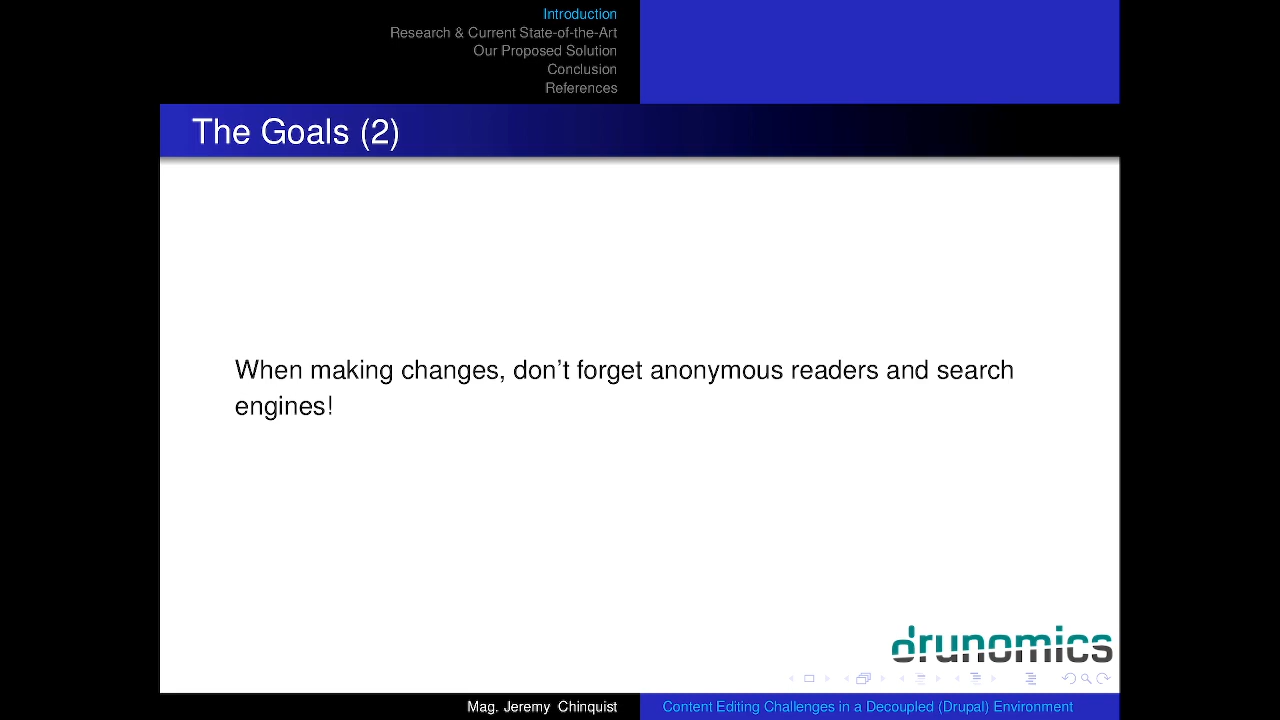 Introduction
Research & Current State-of-the-Art
Our Proposed Solution
Conclusion
References
The Goals (2)
When making changes, don't forget anonymous readers and search
engines!
drunomics
Mag. Jeremy Chinquist
Content Editing Challenges in a Decoupled (Drupal) Environment